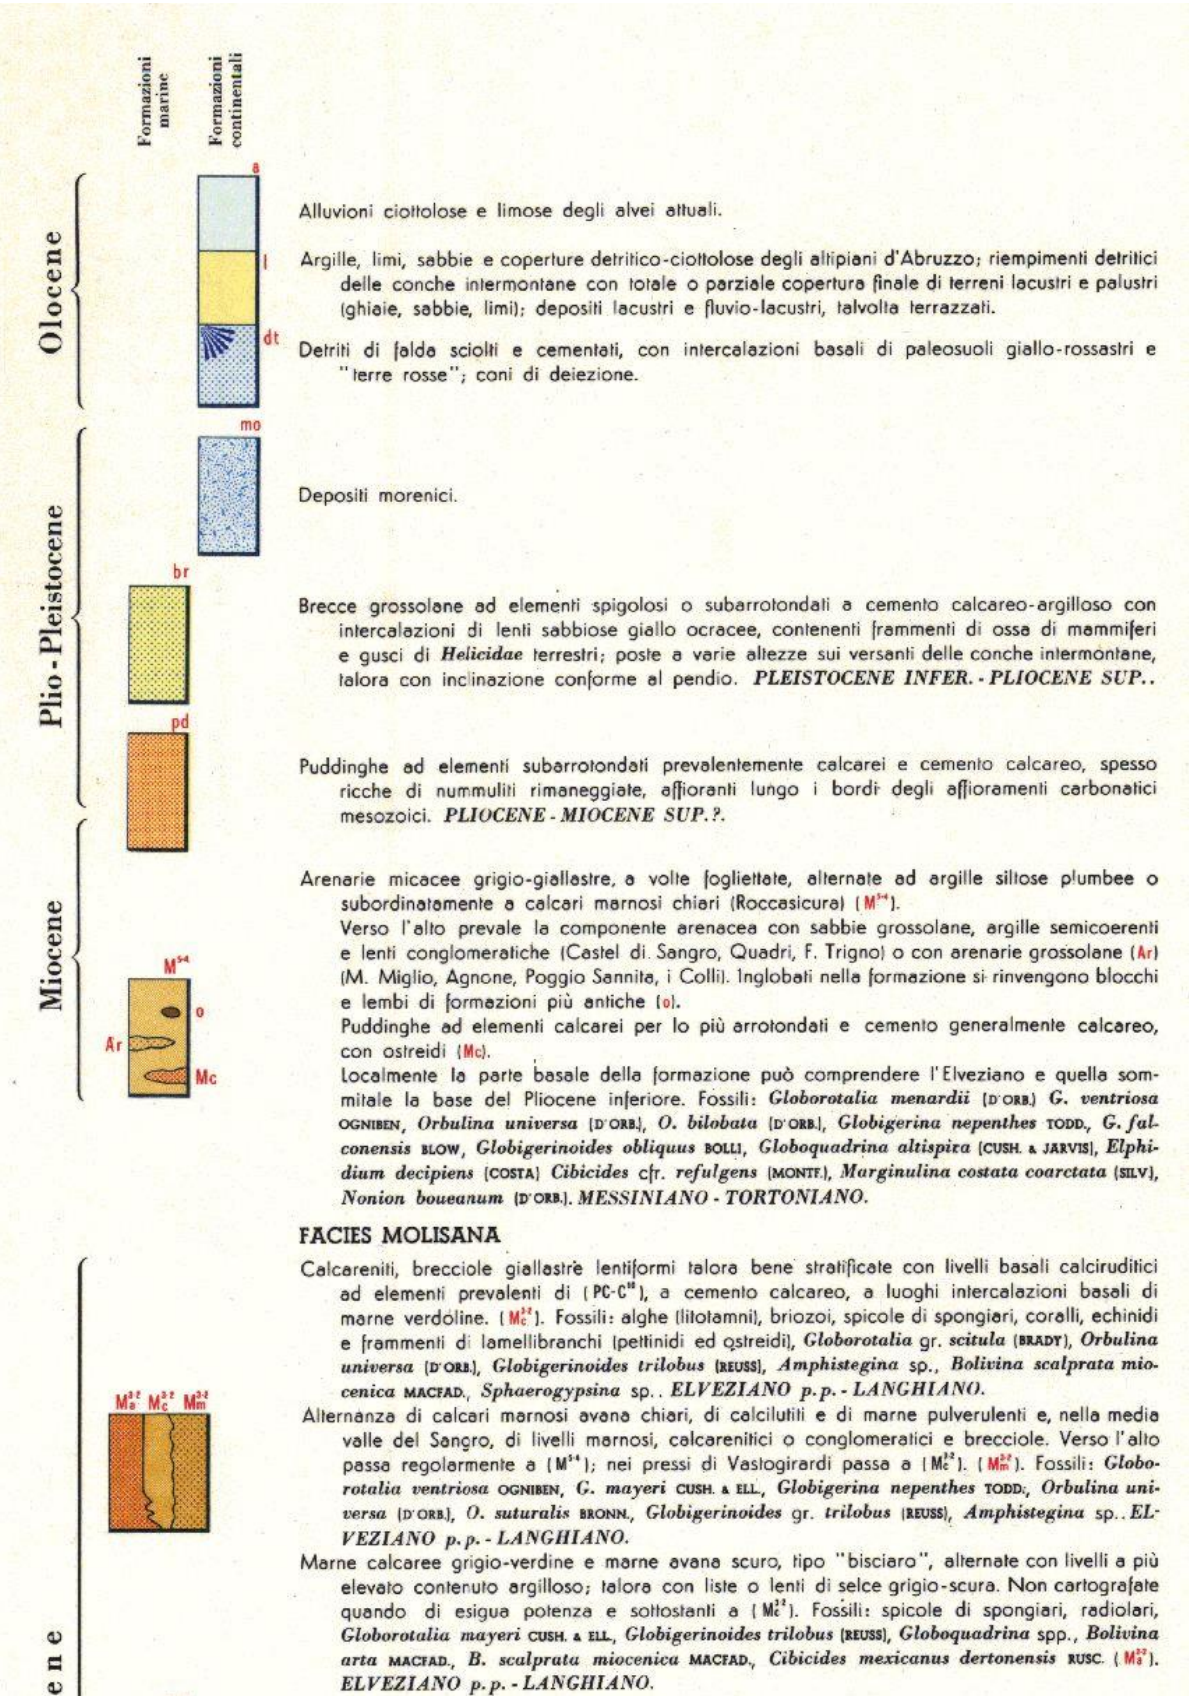 Formazioni
marine
Formazioni
continentali
Olocene
a
Alluvioni ciottolose e limose degli alvei attuali.
l
Argille, limi, sabbie e coperture detritico-ciottolose degli altipiani d'Abruzzo; riempimenti detritici
delle conche intermontane con totale o parziale copertura finale di terreni lacustri e palustri
(ghiaie, sabbie, limi); depositi lacustri e fluvio-lacustri, talvolta terrazzati.
dt
Detriti di falda sciolti e cementati, con intercalazioni basali di paleosuoli giallo-rossastri e
"terre rosse"; coni di deiezione.
Plio-Pleistocene
mo
Depositi morenici.
br
Brecce grossolane ad elementi spigolosi o subarrotondati a cemento calcareo-argilloso con
intercalazioni di lenti sabbiose giallo ocracee, contenenti frammenti di ossa di mammiferi
e gusci di Helicidae terrestri; poste a varie altezze sui versanti delle conche intermontane,
talora con inclinazione conforme al pendio. PLEISTOCENE INFER. - PLIOCENE SUP..
pd
Puddinghe ad elementi subarrotondati prevalentemente calcarei e cemento calcareo, spesso
ricche di nummuliti rimaneggiate, affioranti lungo i bordi degli affioramenti carbonatici
mesozoici. PLIOCENE - MIOCENE SUP.?.
Miocene
M⁵⁻⁴
o
Ar
Mc
Arenarie micacee grigio-giallastre, a volte fogliettate, alternate ad argille siltose plumbee o
subordinatamente a calcari marnosi chiari (Roccasicura) (M⁵⁻⁴).
Verso l'alto prevale la componente arenacea con sabbie grossolane, argille semicoerenti
e lenti conglomeratiche (Castel di Sangro, Quadri, F. Trigno) o con arenarie grossolane (Ar)
(M. Miglio, Agnone, Poggio Sannita, i Colli). Inglobati nella formazione si rinvengono blocchi
e lembi di formazioni più antiche (o).
Puddinghe ad elementi calcarei per lo più arrotondati e cemento generalmente calcareo,
con ostreidi (Mc).
Localmente la parte basale della formazione può comprendere l'Elveziano e quella som-
mitale la base del Pliocene inferiore. Fossili: Globorotalia menardii (D'ORB.) G. ventriosa
OGNIBEN, Orbulina universa (D'ORB.), O. bilobata (D'ORB.), Globigerina nepenthes TODD., G. fal-
conensis BLOW, Globigerinoides obliquus BOLLI, Globoquadrina altispira (CUSH. & JARVIS), Elphi-
dium decipiens (COSTA) Cibicides cfr. refulgens (MONTF.), Marginulina costata coarctata (SILV.),
Nonion boueanum (D'ORB.). MESSINIANO - TORTONIANO.
FACIES MOLISANA
Calcareniti, brecciole giallastre lentiformi talora bene stratificate con livelli basali calciruditici
ad elementi prevalenti di (PC-C), a cemento calcareo, a luoghi intercalazioni basali di
marne verdoline. (Mc³⁻²). Fossili: alghe (litotamni), briozoi, spicole di spongiari, coralli, echinidi
e frammenti di lamellibranchi (pettinidi ed ostreidi), Globorotalia gr. scitula (BRADY), Orbulina
universa (D'ORB.), Globigerinoides trilobus (REUSS), Amphistegina sp., Bolivina scalprata mio-
cenica MACFAD., Sphaerogypsina sp.. ELVEZIANO p.p. - LANGHIANO.
Ma³⁻² Mc³⁻² Mm³⁻²
Alternanza di calcari marnosi avana chiari, di calcilutiti e di marne pulverulenti e, nella media
valle del Sangro, di livelli marnosi, calcarenitici o conglomeratici e brecciole. Verso l'alto
passa regolarmente a (M⁵⁻⁴); nei pressi di Vastogirardi passa a (Mc³⁻²). (Mm³⁻²). Fossili: Globo-
rotalia ventriosa OGNIBEN, G. mayeri CUSH. & ELL., Globigerina nepenthes TODD., Orbulina uni-
versa (D'ORB.), O. suturalis BRONN., Globigerinoides gr. trilobus (REUSS), Amphistegina sp.. EL-
VEZIANO p.p. - LANGHIANO.
Marne calcaree grigio-verdine e marne avana scuro, tipo "bisciaro", alternate con livelli a più
elevato contenuto argilloso; talora con liste o lenti di selce grigio-scura. Non cartografate
quando di esigua potenza e sottostanti a (Mc³⁻²). Fossili: spicole di spongiari, radiolari,
Globorotalia mayeri CUSH. & ELL., Globigerinoides trilobus (REUSS), Globoquadrina spp., Bolivina
arta MACFAD., B. scalprata miocenica MACFAD., Cibicides mexicanus dertonensis RUSC. (Ma³⁻²).
ELVEZIANO p.p. - LANGHIANO.
ene